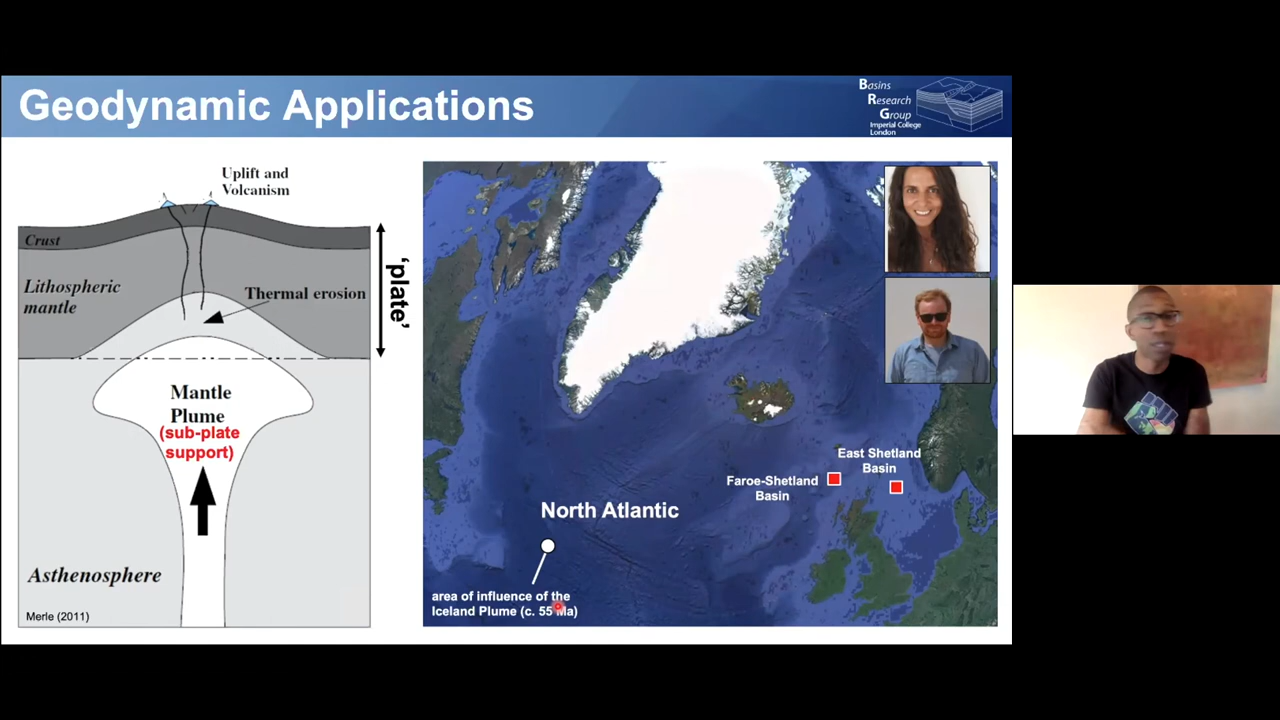 Geodynamic Applications
Basins
Research
Group
Imperial College
London
Uplift and
Volcanism
Crust
Lithospheric
mantle
Thermal erosion
'plate'
Mantle
Plume
(sub-plate
support)
Asthenosphere
Merle (2011)
East Shetland
Basin
Faroe-Shetland
Basin
North Atlantic
area of influence of the
Iceland Plume (c. 55 Ma)